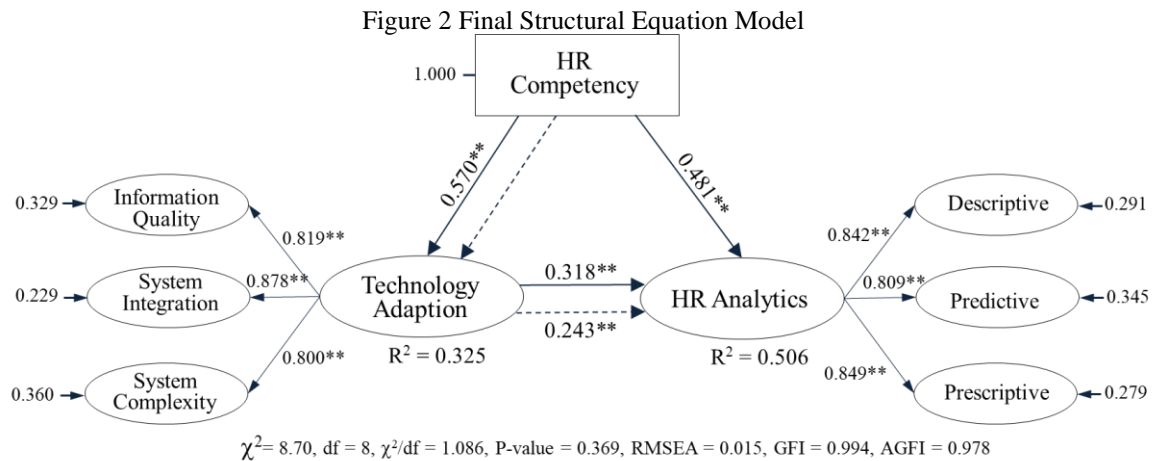 Figure 2 Final Structural Equation Model
HR
Competency
1.000
0.570**
0.481**
Information
Quality
0.329
0.819**
System
Integration
0.229
0.878**
System
Complexity
0.360
0.800**
Technology
Adaption
R² = 0.325
0.318**
0.243**
HR Analytics
R² = 0.506
0.842**
Descriptive
0.291
0.809**
Predictive
0.345
0.849**
Prescriptive
0.279
χ²= 8.70, df = 8, χ²/df = 1.086, P-value = 0.369, RMSEA = 0.015, GFI = 0.994, AGFI = 0.978